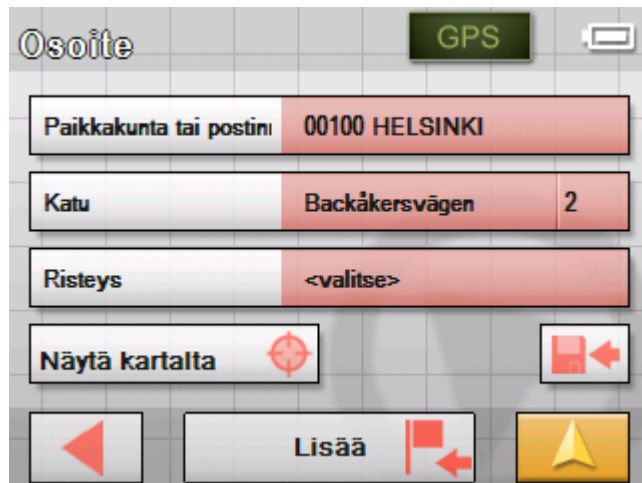 Osoite GPS
Paikkakunta tai postin 00100 HELSINKI
Katu Backåkersvägen 2
Risteys <valitse>
Näytä kartalta
Lisää